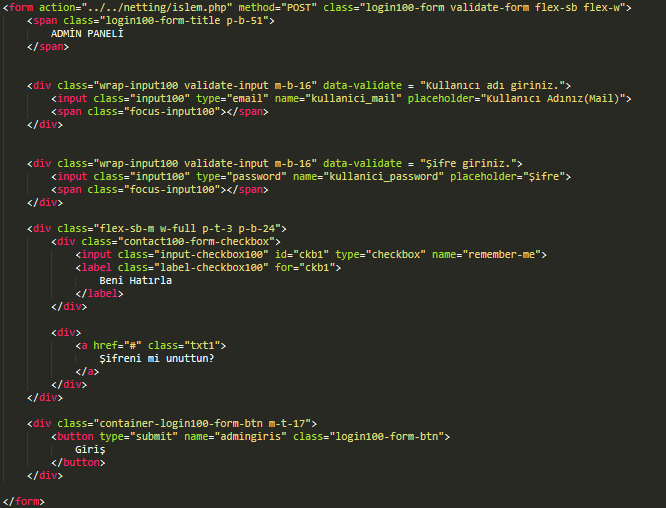 <form action="../../netting/islem.php" method="POST" class="login100-form validate-form flex-sb flex-w">
<span class="login100-form-title p-b-51">
ADMİN PANELİ
</span>
<div class="wrap-input100 validate-input m-b-16" data-validate = "Kullanıcı adı giriniz.">
<input class="input100" type="email" name="kullanici_mail" placeholder="Kullanıcı Adınız(Mail)">
<span class="focus-input100"></span>
</div>
<div class="wrap-input100 validate-input m-b-16" data-validate = "Şifre giriniz.">
<input class="input100" type="password" name="kullanici_password" placeholder="Şifre">
<span class="focus-input100"></span>
</div>
<div class="flex-sb-m w-full p-t-3 p-b-24">
<div class="contact100-form-checkbox">
<input class="input-checkbox100" id="ckb1" type="checkbox" name="remember-me">
<label class="label-checkbox100" for="ckb1">
Beni Hatırla
</label>
</div>
<div>
<a href="#" class="txt1">
Şifreni mi unuttun?
</a>
</div>
</div>
<div class="container-login100-form-btn m-t-17">
<button type="submit" name="admingiris" class="login100-form-btn">
Giriş
</button>
</div>
</form>